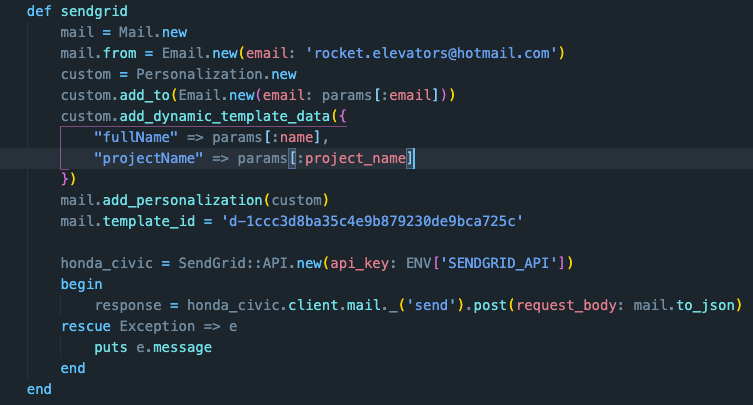 def sendgrid
    mail = Mail.new
    mail.from = Email.new(email: 'rocket.elevators@hotmail.com')
    custom = Personalization.new
    custom.add_to(Email.new(email: params[:email]))
    custom.add_dynamic_template_data({
        "fullName" => params[:name],
        "projectName" => params[:project_name]
    })
    mail.add_personalization(custom)
    mail.template_id = 'd-1ccc3d8ba35c4e9b879230de9bca725c'

    honda_civic = SendGrid::API.new(api_key: ENV['SENDGRID_API'])
    begin
        response = honda_civic.client.mail._('send').post(request_body: mail.to_json)
    rescue Exception => e
        puts e.message
    end
end